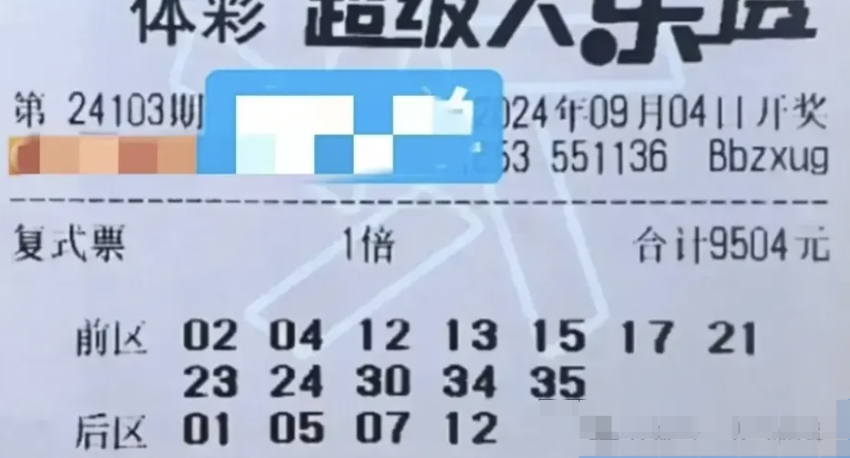 体彩 超级大乐透
第 24103期 2024年09月04日开奖
53 551136 Bbzxug
复式票 1倍 合计9504元
前区 02 04 12 13 15 17 21
23 24 30 34 35
后区 01 05 07 12